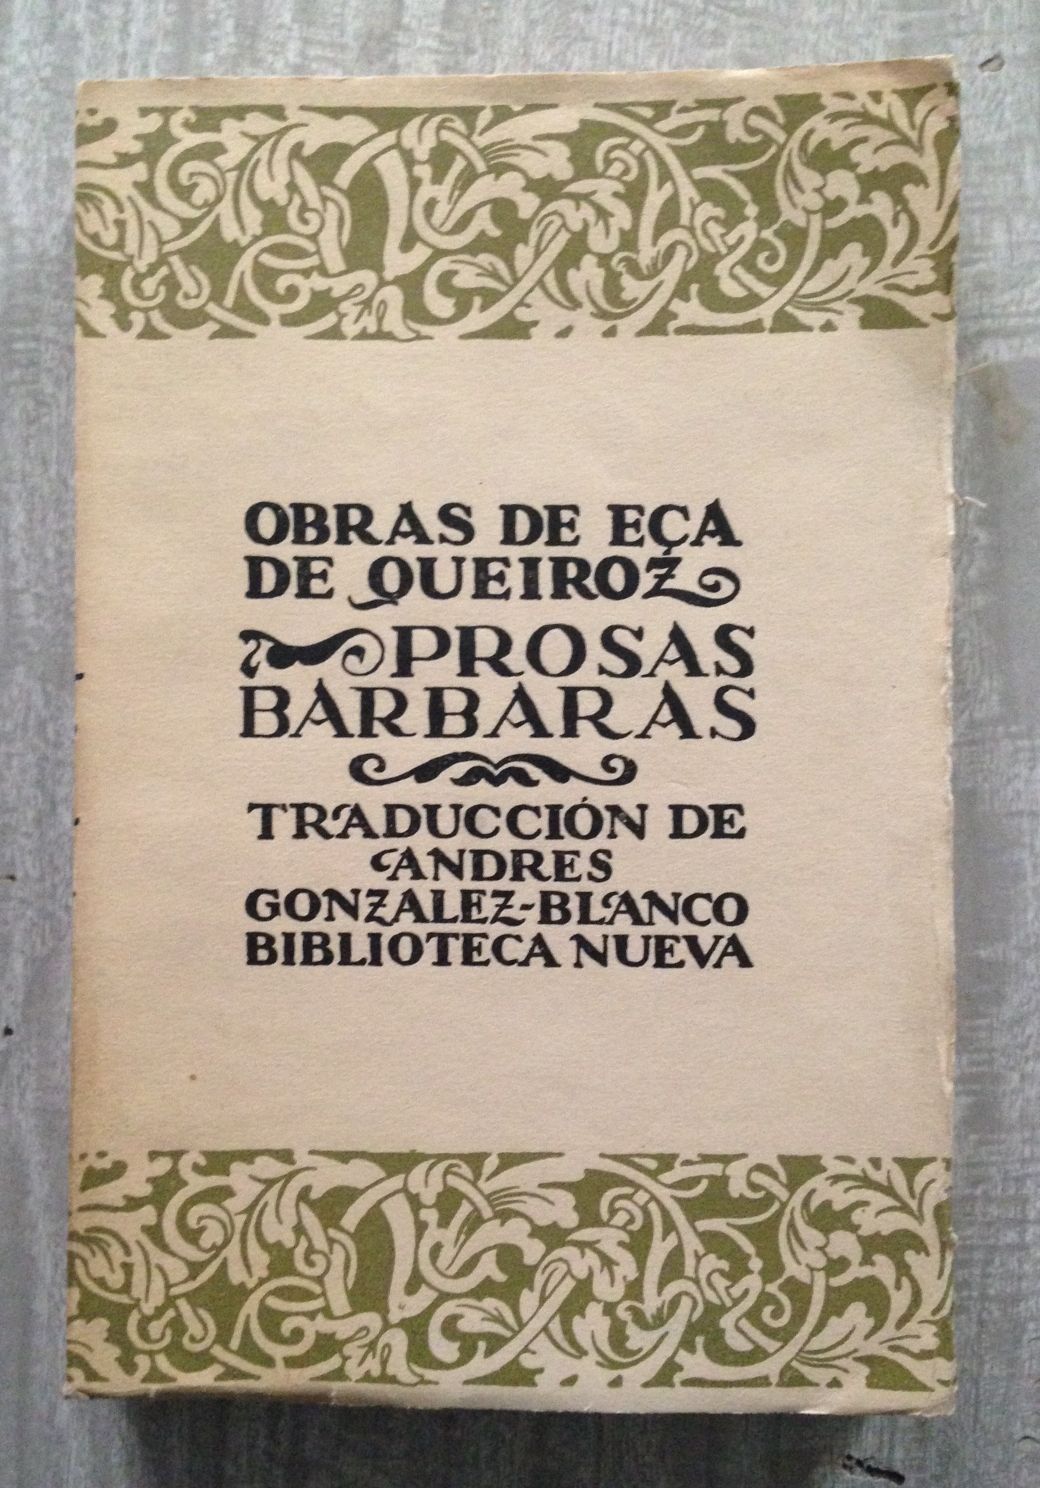 OBRAS DE EÇA
DE QUEIROZ
PROSAS
BARBARAS
TRADUCCIÓN DE
ANDRES
GONZALEZ-BLANCO
BIBLIOTECA NUEVA